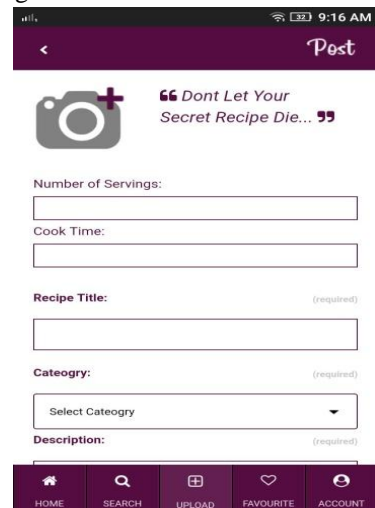 32 9:16 AM
Post
❝ Dont Let Your
Secret Recipe Die... ❞
Number of Servings:
Cook Time:
Recipe Title: (required)
Cateogry: (required)
Select Cateogry
Description: (required)
HOME SEARCH UPLOAD FAVOURITE ACCOUNT